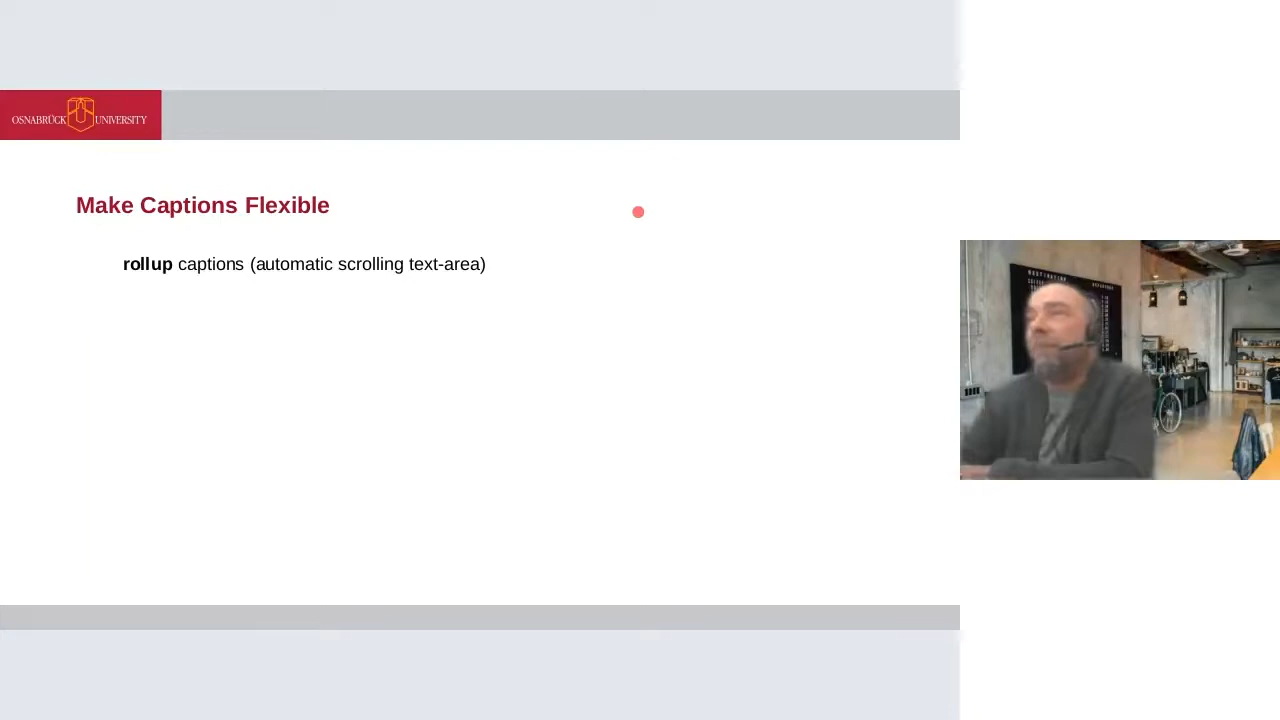 OSNABRÜCK UNIVERSITY
Make Captions Flexible
rollup captions (automatic scrolling text-area)